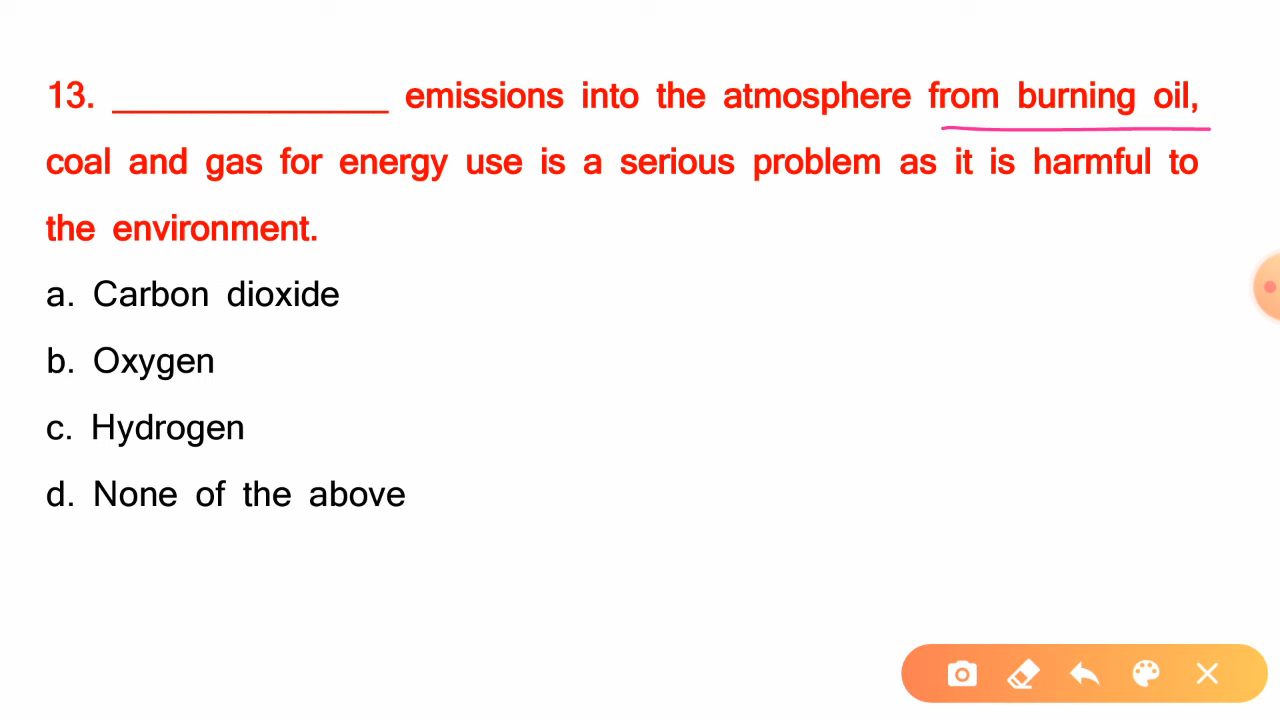 13. _______________ emissions into the atmosphere from burning oil,
coal and gas for energy use is a serious problem as it is harmful to
the environment.
a. Carbon dioxide
b. Oxygen
c. Hydrogen
d. None of the above